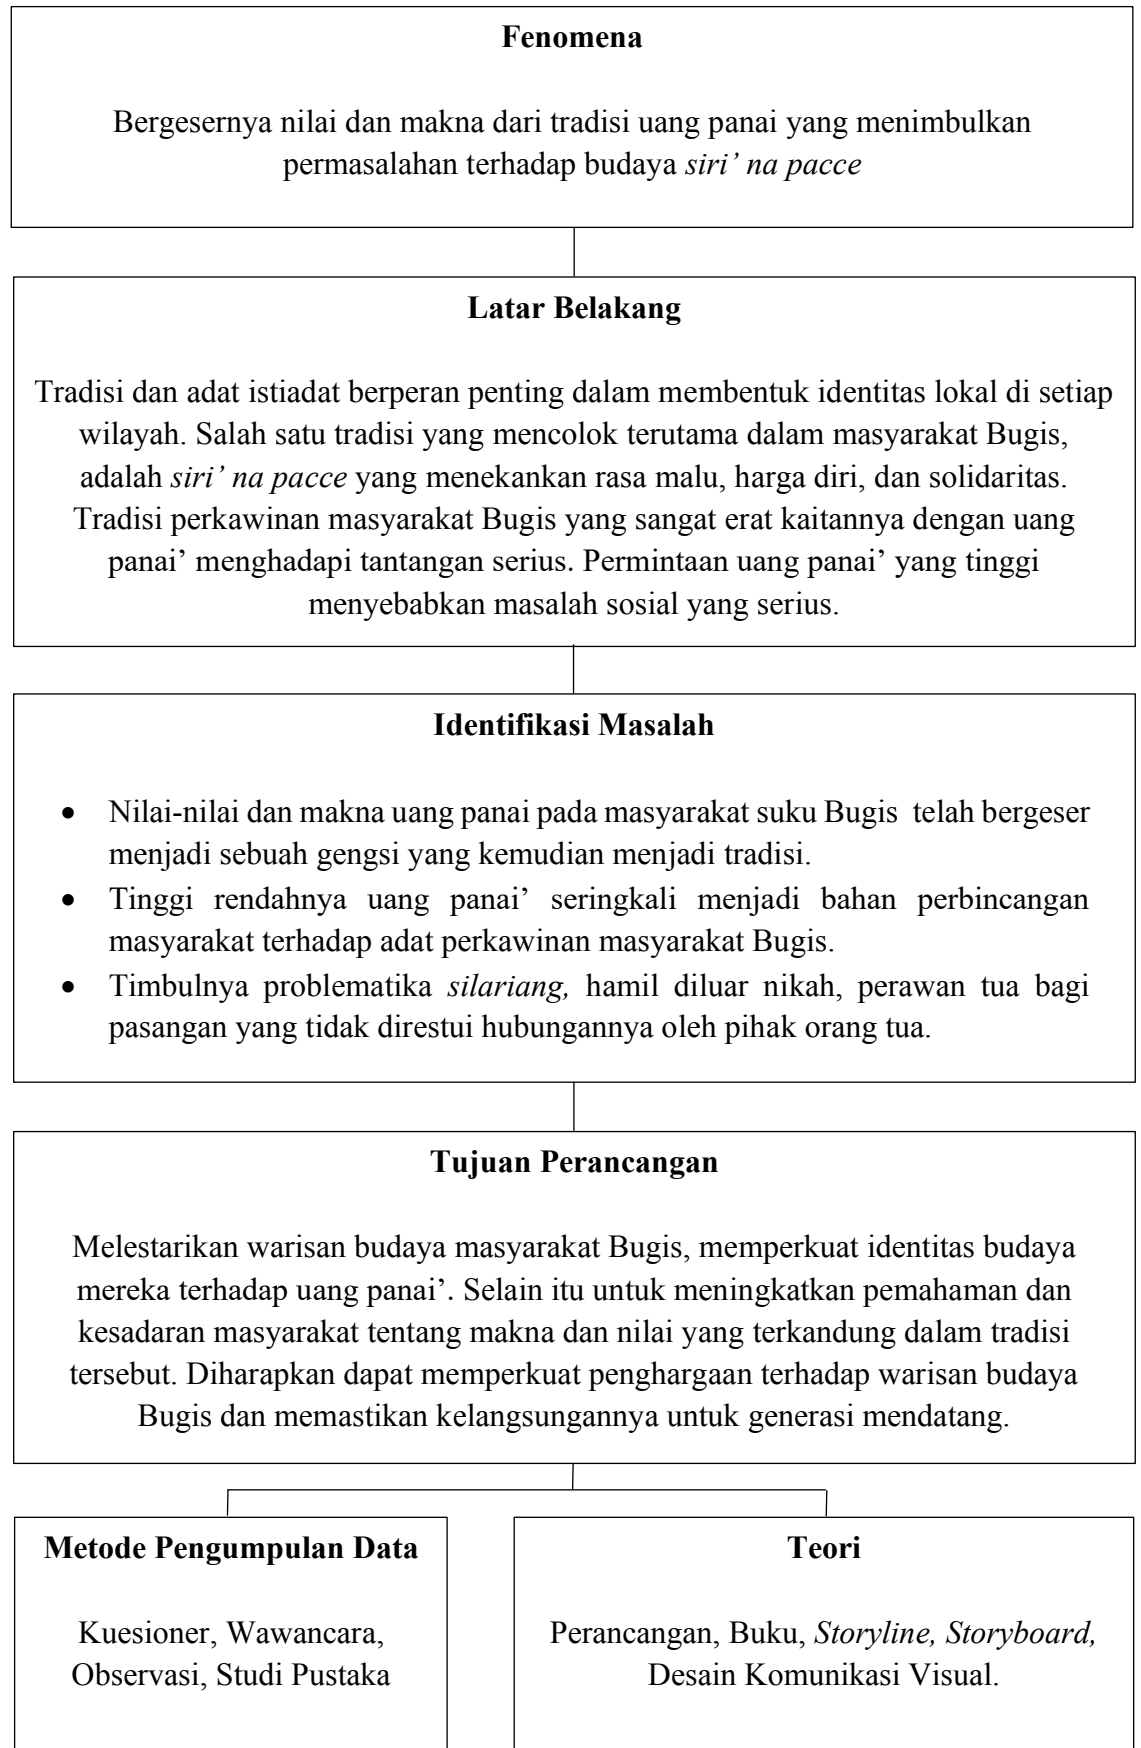 Fenomena
Bergesernya nilai dan makna dari tradisi uang panai yang menimbulkan
permasalahan terhadap budaya siri’ na pacce
Latar Belakang
Tradisi dan adat istiadat berperan penting dalam membentuk identitas lokal di setiap
wilayah. Salah satu tradisi yang mencolok terutama dalam masyarakat Bugis,
adalah siri’ na pacce yang menekankan rasa malu, harga diri, dan solidaritas.
Tradisi perkawinan masyarakat Bugis yang sangat erat kaitannya dengan uang
panai’ menghadapi tantangan serius. Permintaan uang panai’ yang tinggi
menyebabkan masalah sosial yang serius.
Identifikasi Masalah
• Nilai-nilai dan makna uang panai pada masyarakat suku Bugis telah bergeser
menjadi sebuah gengsi yang kemudian menjadi tradisi.
• Tinggi rendahnya uang panai’ seringkali menjadi bahan perbincangan
masyarakat terhadap adat perkawinan masyarakat Bugis.
• Timbulnya problematika silariang, hamil diluar nikah, perawan tua bagi
pasangan yang tidak direstui hubungannya oleh pihak orang tua.
Tujuan Perancangan
Melestarikan warisan budaya masyarakat Bugis, memperkuat identitas budaya
mereka terhadap uang panai’. Selain itu untuk meningkatkan pemahaman dan
kesadaran masyarakat tentang makna dan nilai yang terkandung dalam tradisi
tersebut. Diharapkan dapat memperkuat penghargaan terhadap warisan budaya
Bugis dan memastikan kelangsungannya untuk generasi mendatang.
Metode Pengumpulan Data
Kuesioner, Wawancara,
Observasi, Studi Pustaka
Teori
Perancangan, Buku, Storyline, Storyboard,
Desain Komunikasi Visual.